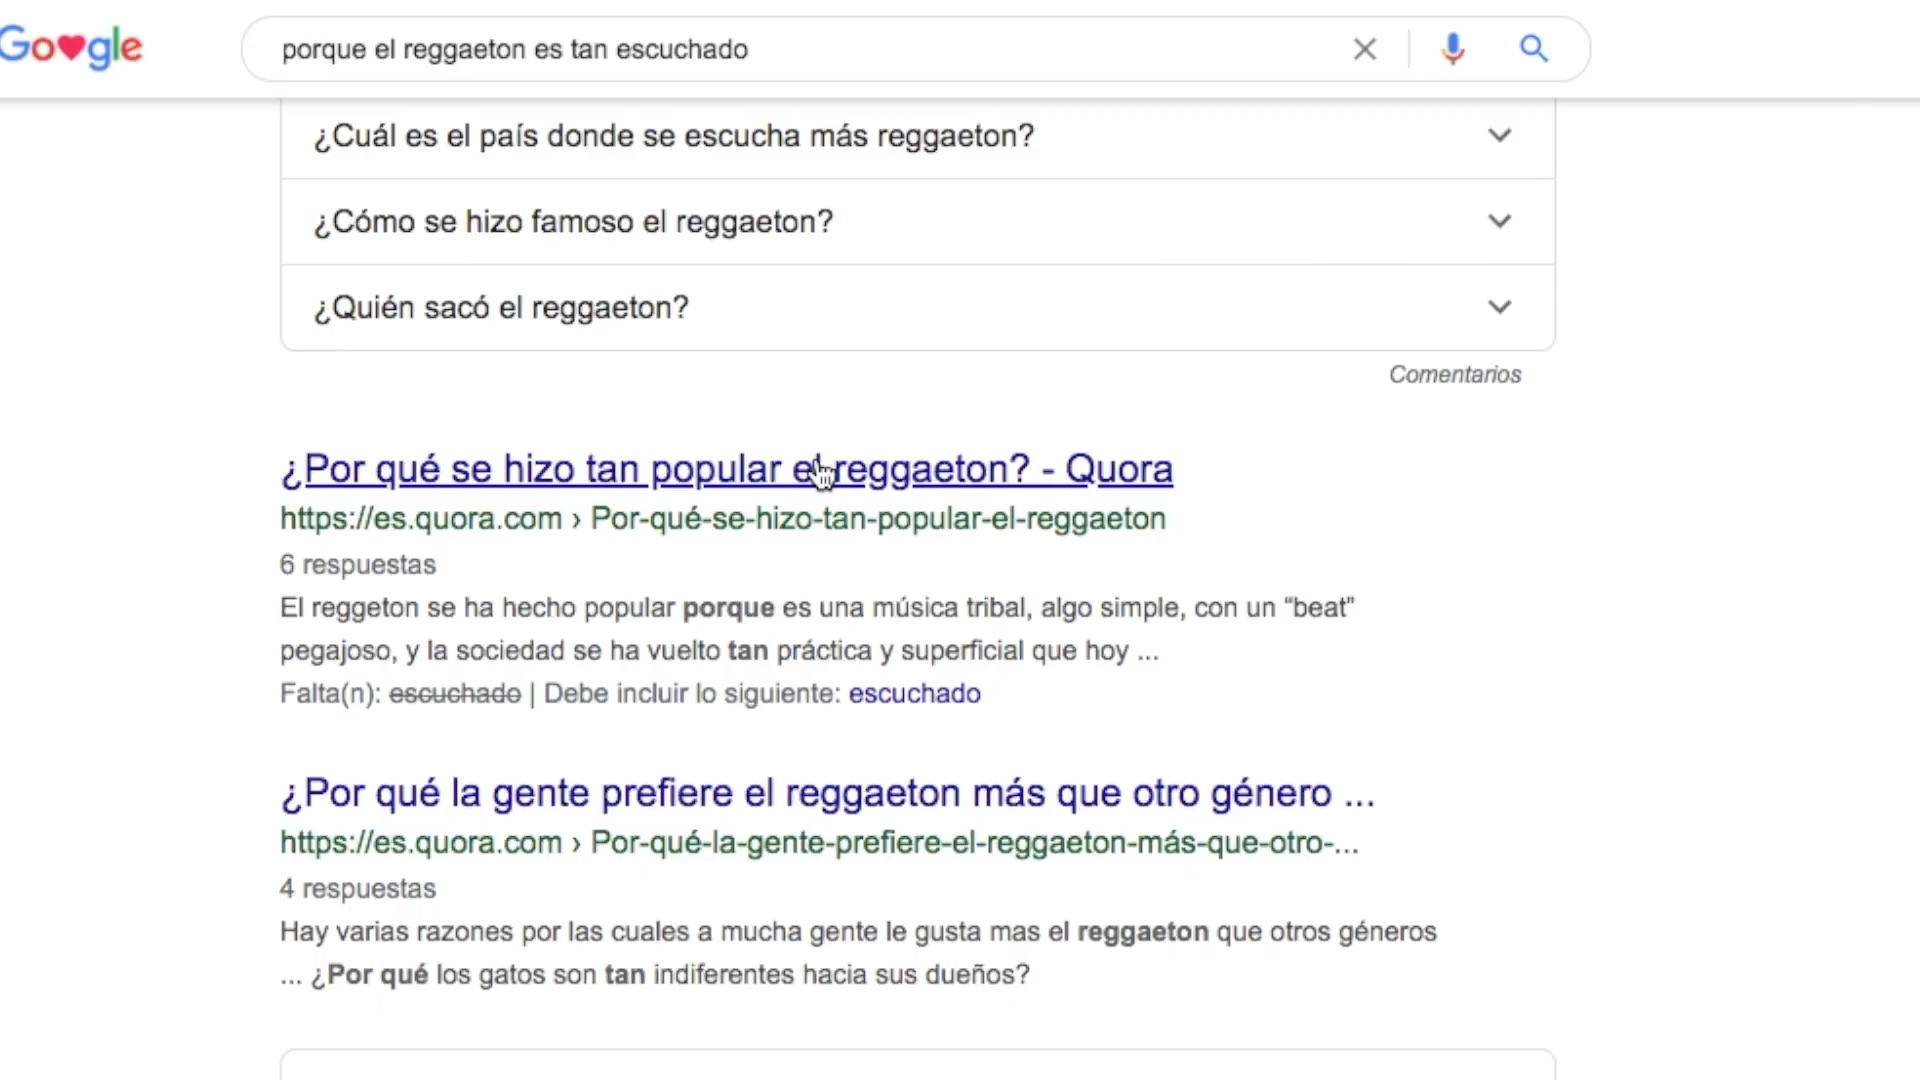 Go❤gle
porque el reggaeton es tan escuchado
¿Cuál es el país donde se escucha más reggaeton?
¿Cómo se hizo famoso el reggaeton?
¿Quién sacó el reggaeton?
Comentarios
¿Por qué se hizo tan popular el reggaeton? - Quora
https://es.quora.com › Por-qué-se-hizo-tan-popular-el-reggaeton
6 respuestas
El reggeton se ha hecho popular porque es una música tribal, algo simple, con un “beat”
pegajoso, y la sociedad se ha vuelto tan práctica y superficial que hoy ...
Falta(n): escuchado | Debe incluir lo siguiente: escuchado
¿Por qué la gente prefiere el reggaeton más que otro género ...
https://es.quora.com › Por-qué-la-gente-prefiere-el-reggaeton-más-que-otro-...
4 respuestas
Hay varias razones por las cuales a mucha gente le gusta mas el reggaeton que otros géneros
... ¿Por qué los gatos son tan indiferentes hacia sus dueños?